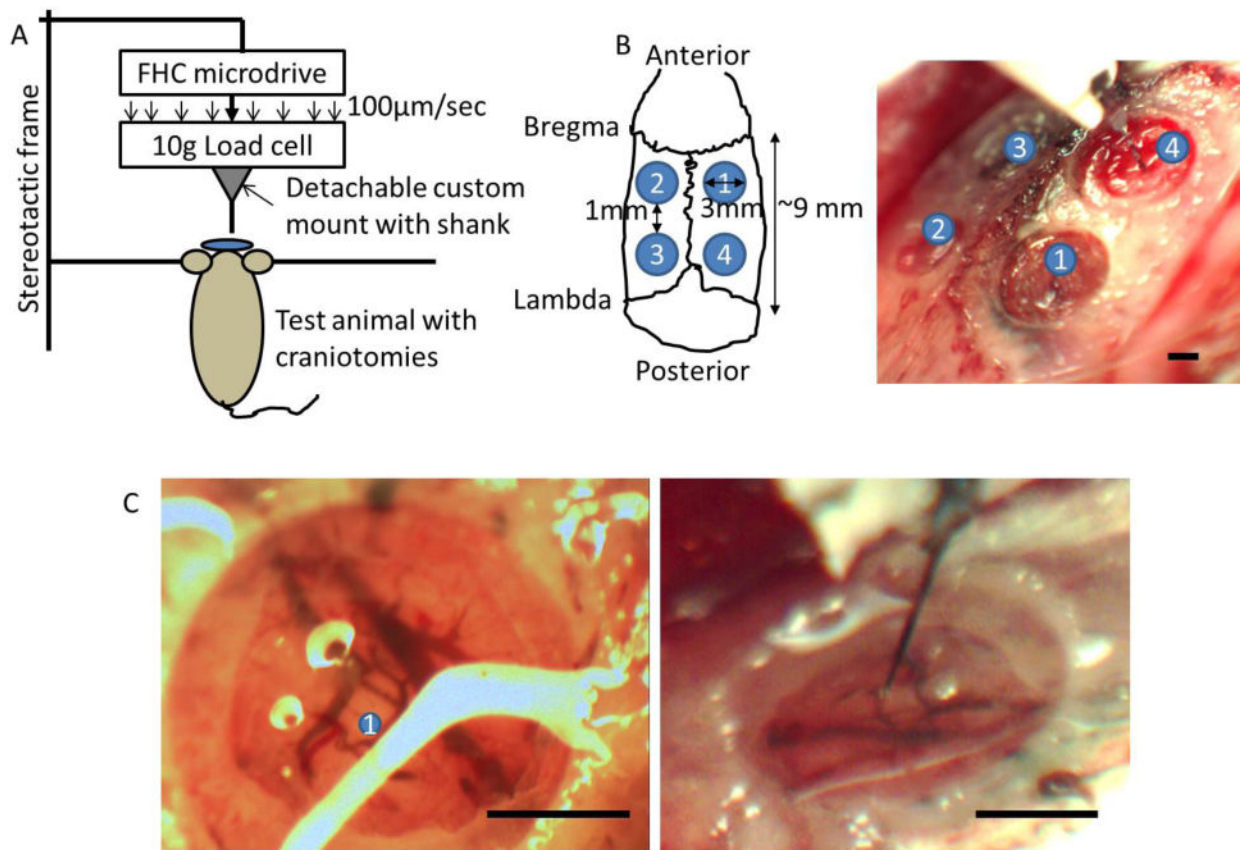 A
FHC microdrive
100µm/sec
10g Load cell
Detachable custom
mount with shank
Stereotactic frame
Test animal with
craniotomies
B
Anterior
Bregma
2 1
1mm 3mm ~9 mm
3 4
Lambda
Posterior
3 4
2 1
C
1